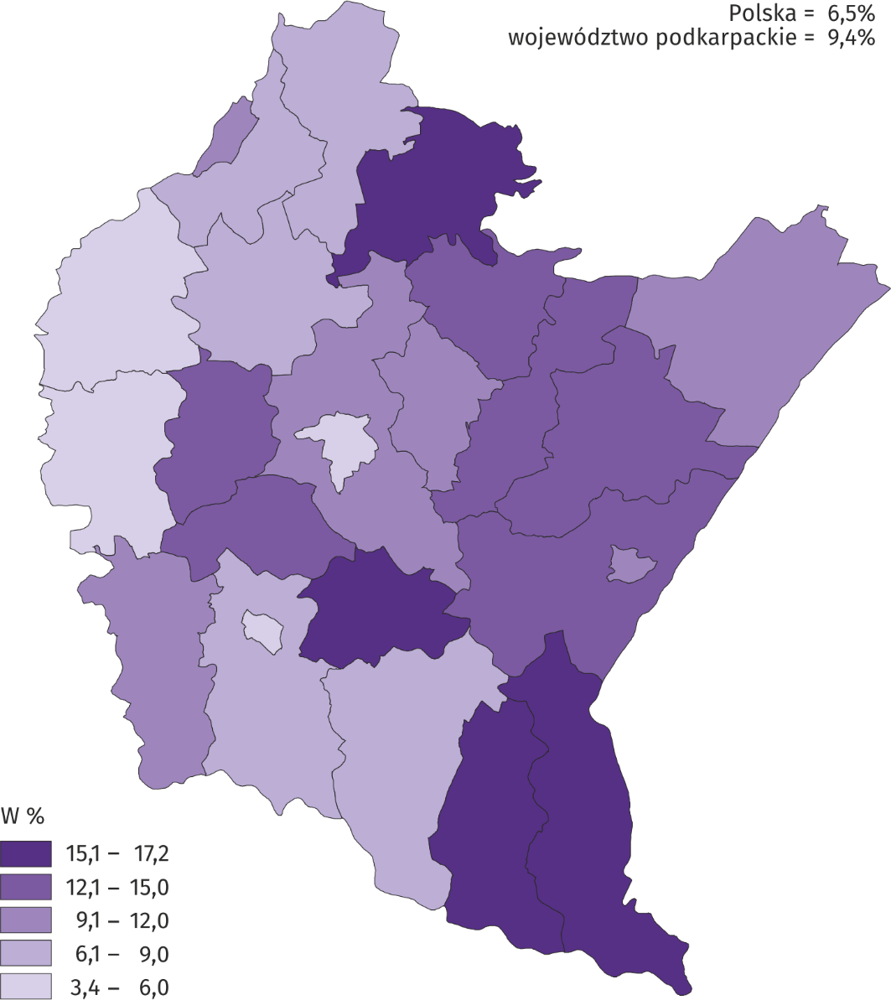 Polska = 6,5%
województwo podkarpackie = 9,4%
W %
15,1 – 17,2
12,1 – 15,0
9,1 – 12,0
6,1 – 9,0
3,4 – 6,0